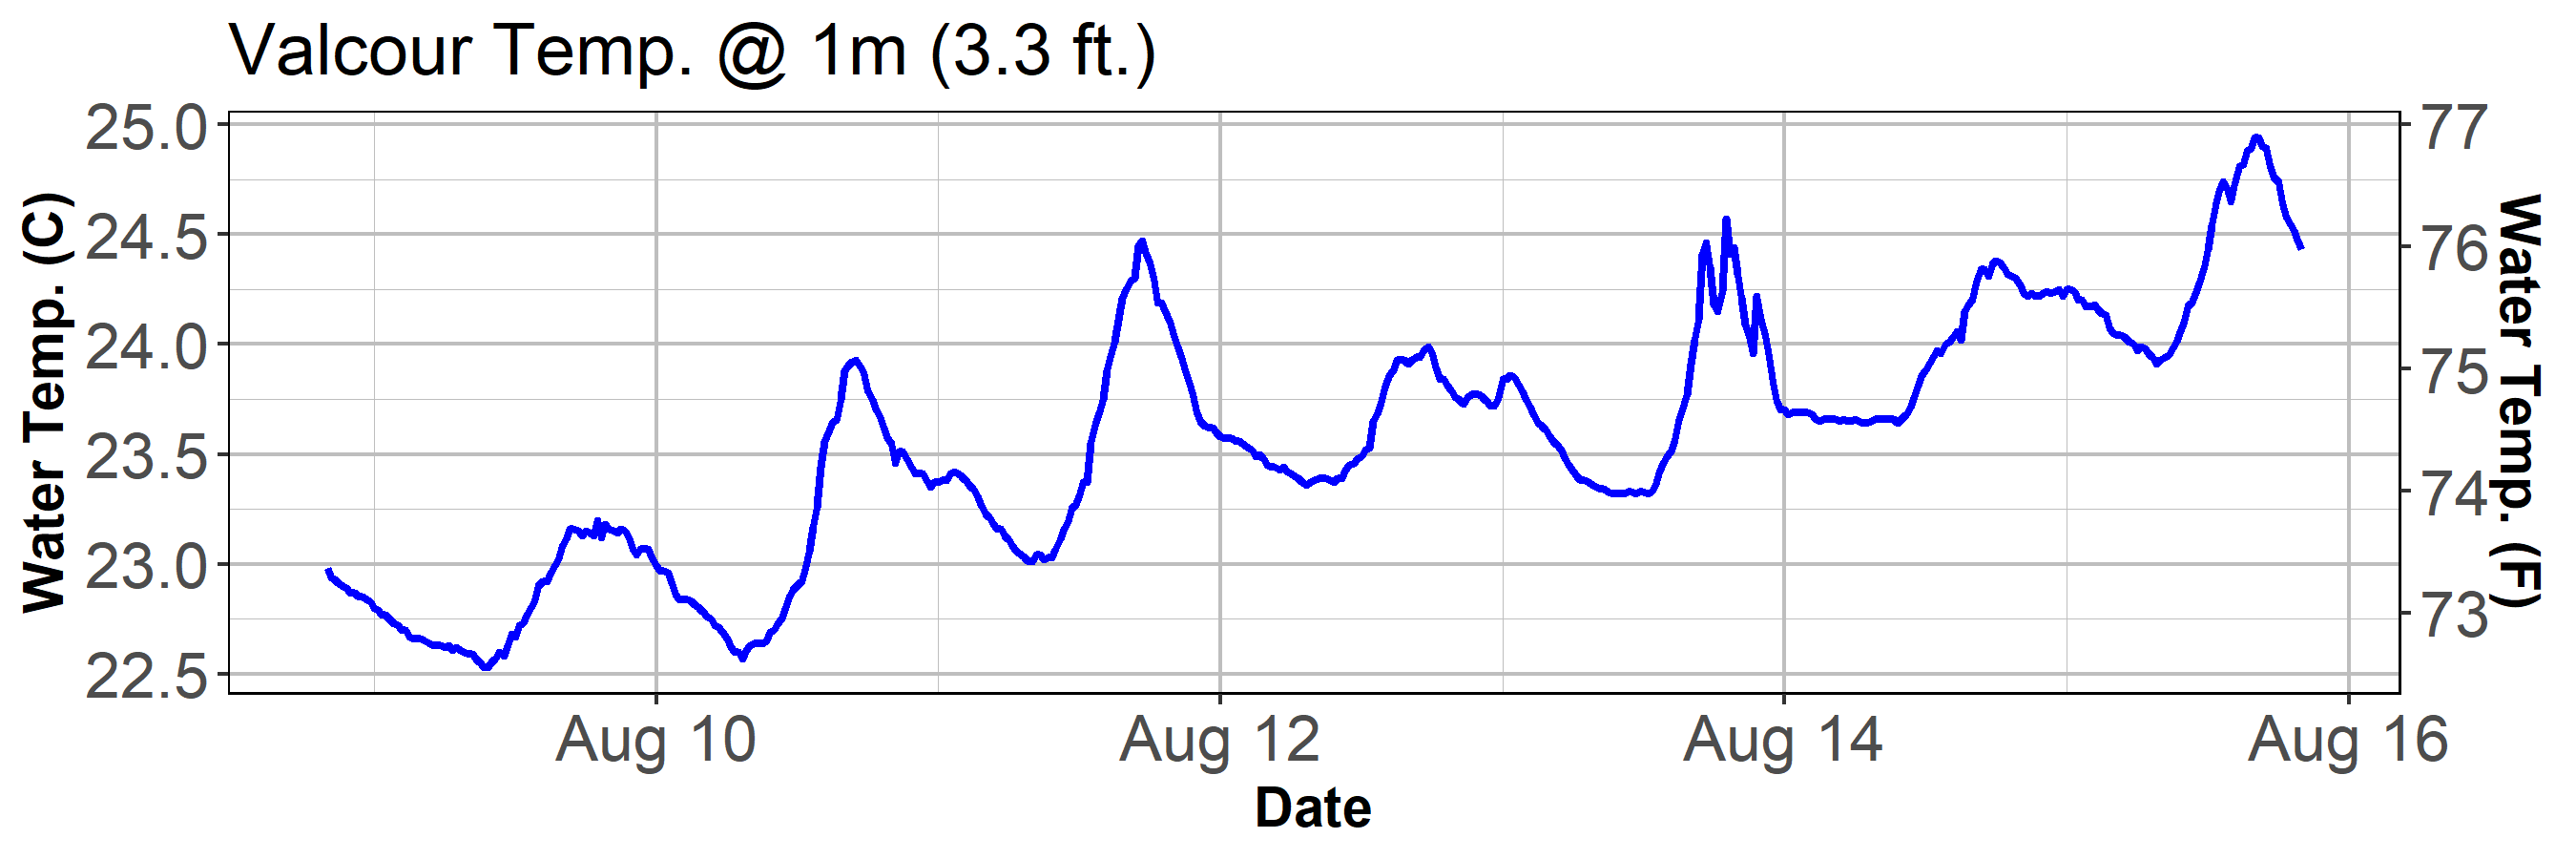 Valcour Temp. @ 1m (3.3 ft.)
Water Temp. (C)
25.0
24.5
24.0
23.5
23.0
22.5
77
76
75
74
73
Water Temp. (F)
Aug 10 Aug 12 Aug 14 Aug 16
Date